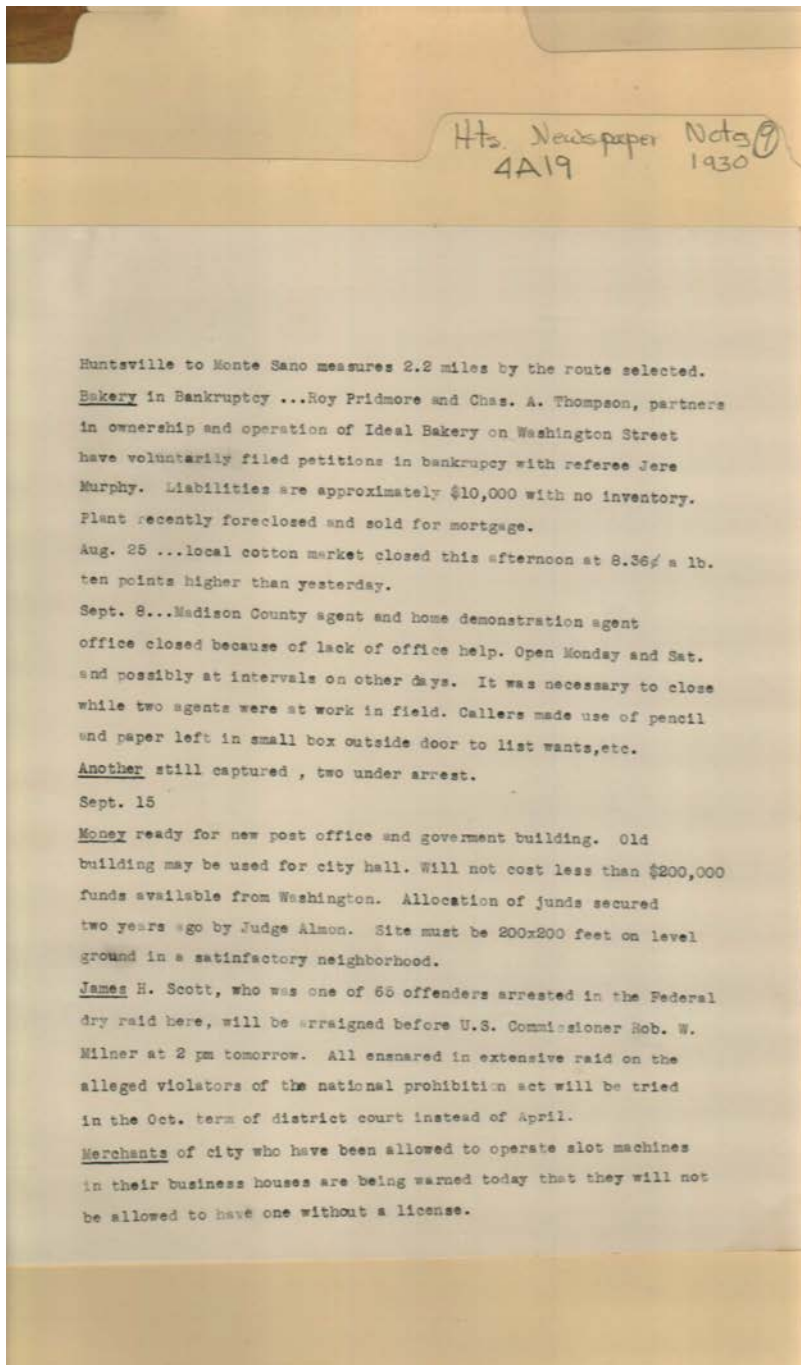 Hts. Newspaper Notes 9
4A19 1930
Huntsville to Monte Sano measures 2.2 miles by the route selected.
Bakery in Bankruptcy ...Roy Pridmore and Chas. A. Thompson, partners
in ownership and operation of Ideal Bakery on Washington Street
have voluntarily filed petitions in bankrupcy with referee Jere
Murphy. Liabilities are approximately $10,000 with no inventory.
Plant recently foreclosed and sold for mortgage.
Aug. 25 ...local cotton market closed this afternoon at 8.36¢ a lb.
ten points higher than yesterday.
Sept. 8...Madison County agent and home demonstration agent
office closed because of lack of office help. Open Monday and Sat.
and possibly at intervals on other days. It was necessary to close
while two agents were at work in field. Callers made use of pencil
and paper left in small box outside door to list wants,etc.
Another still captured , two under arrest.
Sept. 15
Money ready for new post office and goverment building. Old
building may be used for city hall. Will not cost less than $200,000
funds available from Washington. Allocation of junds secured
two years ago by Judge Almon. Site must be 200x200 feet on level
ground in a satinfactory neighborhood.
James H. Scott, who was one of 65 offenders arrested in the Federal
dry raid here, will be arraigned before U.S. Commissioner Rob. W.
Milner at 2 pm tomorrow. All ensnared in extensive raid on the
alleged violators of the national prohibition act will be tried
in the Oct. term of district court instead of April.
Merchants of city who have been allowed to operate slot machines
in their business houses are being warned today that they will not
be allowed to have one without a license.